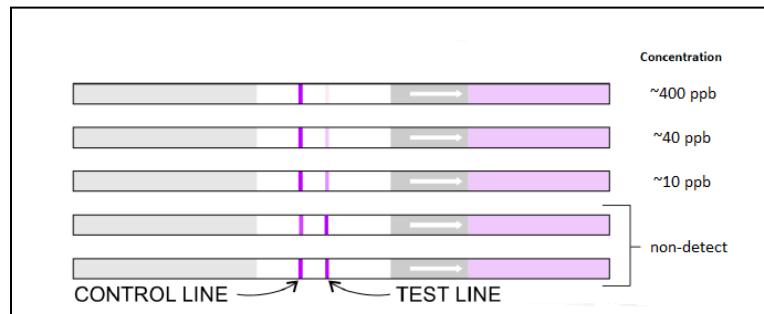 Concentration
~400 ppb
~40 ppb
~10 ppb
non-detect
CONTROL LINE
TEST LINE